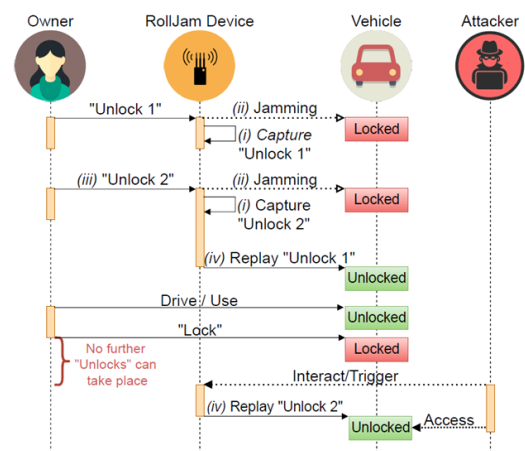 Owner RollJam Device Vehicle Attacker
"Unlock 1" (ii) Jamming
Locked
(i) Capture
"Unlock 1"
(iii) "Unlock 2" (ii) Jamming
Locked
(i) Capture
"Unlock 2"
(iv) Replay "Unlock 1"
Unlocked
Drive / Use
Unlocked
"Lock"
Locked
No further
"Unlocks" can
take place
Interact/Trigger
(iv) Replay "Unlock 2"
Unlocked
Access